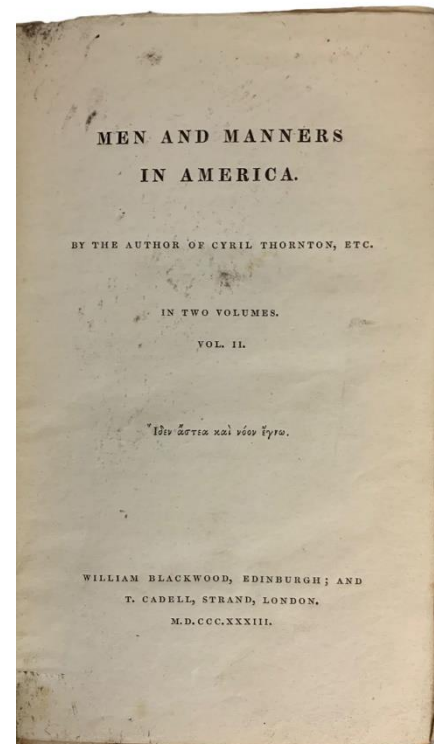 MEN AND MANNERS
IN AMERICA.
BY THE AUTHOR OF CYRIL THORNTON, ETC.
IN TWO VOLUMES.
VOL. II.
Ἴδεν ἄστεα καὶ νόον ἔγνω.
WILLIAM BLACKWOOD, EDINBURGH; AND
T. CADELL, STRAND, LONDON.
M.D.CCC.XXXIII.